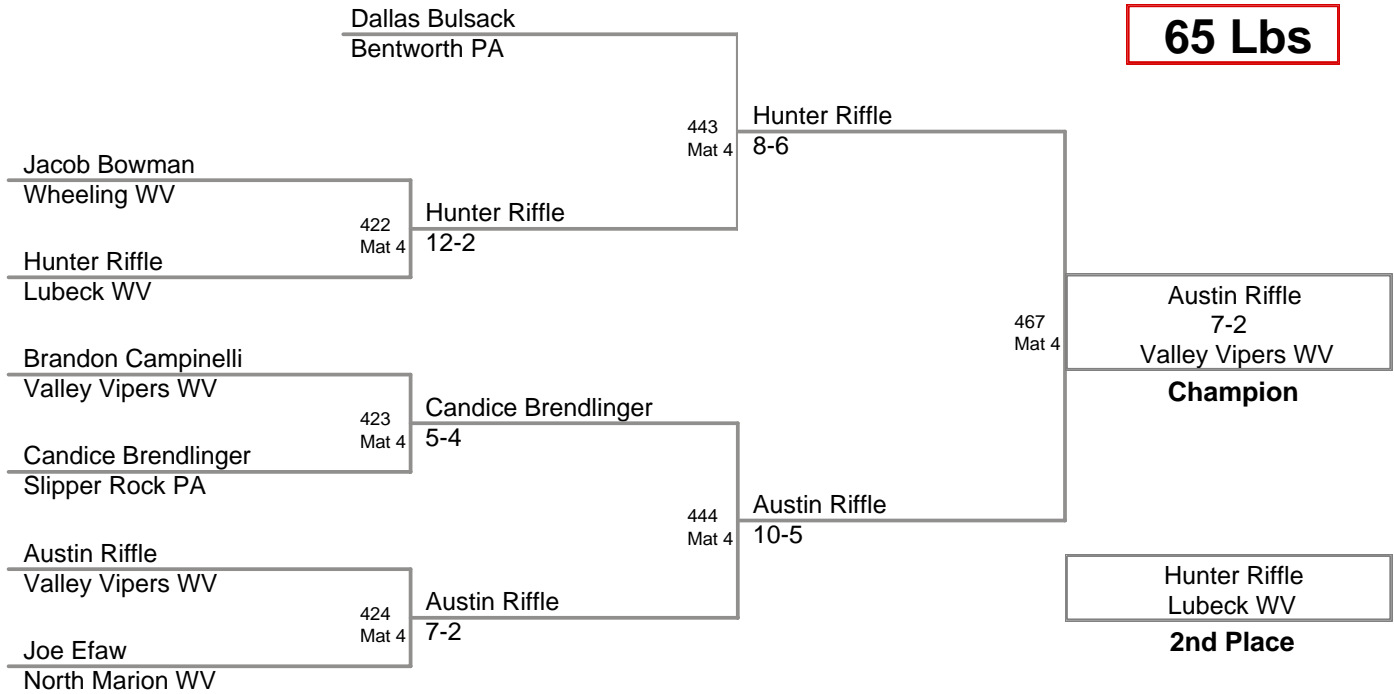 Dallas Bulsack
Bentworth PA
65 Lbs
443
Mat 4
Hunter Riffle
8-6
Jacob Bowman
Wheeling WV
422
Mat 4
Hunter Riffle
12-2
Hunter Riffle
Lubeck WV
467
Mat 4
Austin Riffle
7-2
Valley Vipers WV
Champion
Brandon Campinelli
Valley Vipers WV
423
Mat 4
Candice Brendlinger
5-4
Candice Brendlinger
Slipper Rock PA
444
Mat 4
Austin Riffle
10-5
Austin Riffle
Valley Vipers WV
424
Mat 4
Austin Riffle
7-2
Joe Efaw
North Marion WV
Hunter Riffle
Lubeck WV
2nd Place